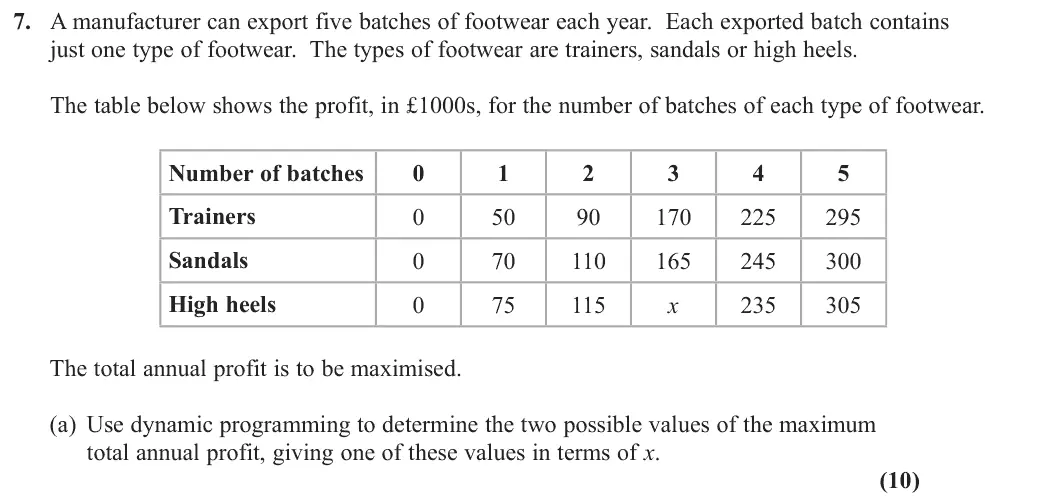 7. A manufacturer can export five batches of footwear each year. Each exported batch contains
just one type of footwear. The types of footwear are trainers, sandals or high heels.
The table below shows the profit, in £1000s, for the number of batches of each type of footwear.
Number of batches 0 1 2 3 4 5
Trainers 0 50 90 170 225 295
Sandals 0 70 110 165 245 300
High heels 0 75 115 x 235 305
The total annual profit is to be maximised.
(a) Use dynamic programming to determine the two possible values of the maximum
total annual profit, giving one of these values in terms of x.
(10)